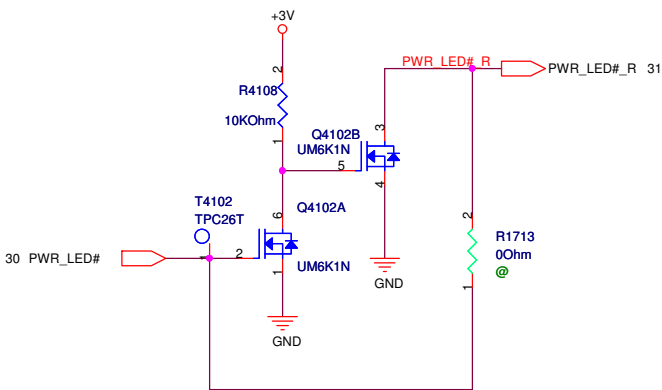 +3V
2
R4108
10KOhm
1
PWR_LED#_R
PWR_LED#_R 31
Q4102B
UM6K1N
3
5
4
GND
T4102
TPC26T
6
Q4102A
30 PWR_LED#
2
1
UM6K1N
1
GND
2
R1713
0Ohm
@
1